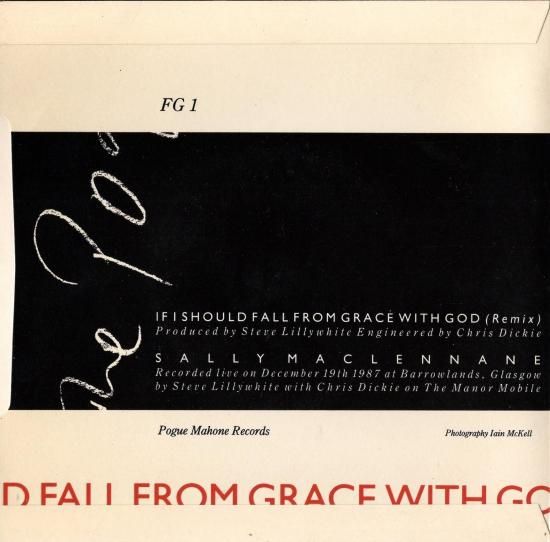 FG 1
IF I SHOULD FALL FROM GRACE WITH GOD (Remix)
Produced by Steve Lillywhite Engineered by Chris Dickie
SALLY MACLENNANE
Recorded live on December 19th 1987 at Barrowlands, Glasgow
by Steve Lillywhite with Chris Dickie on The Manor Mobile
Pogue Mahone Records
Photography Iain McKell
D FALL FROM GRACE WITH GO